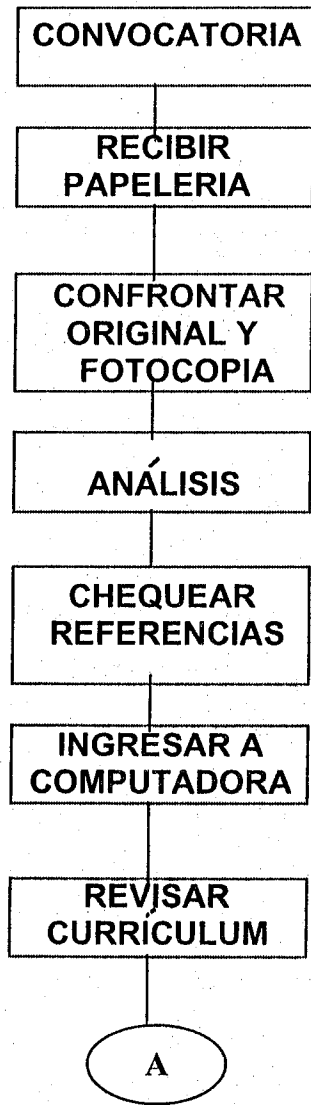 CONVOCATORIA
RECIBIR
PAPELERIA
CONFRONTAR
ORIGINAL Y
FOTOCOPIA
ANÁLISIS
CHEQUEAR
REFERENCIAS
INGRESAR A
COMPUTADORA
REVISAR
CURRÍCULUM
A